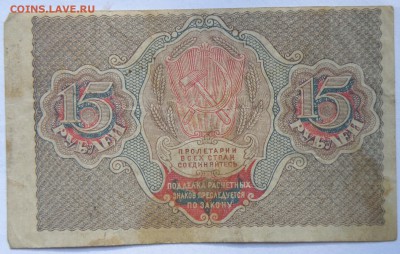 COINS.LAVE.RU
15 15
РУБЛЕЙ РУБЛЕЙ
ПРОЛЕТАРИИ
ВСЕХ СТРАН
СОЕДИНЯЙТЕСЬ
ПОДДЕЛКА РАСЧЕТНЫХ
ЗНАКОВ ПРЕСЛЕДУЕТСЯ
ПО ЗАКОНУ